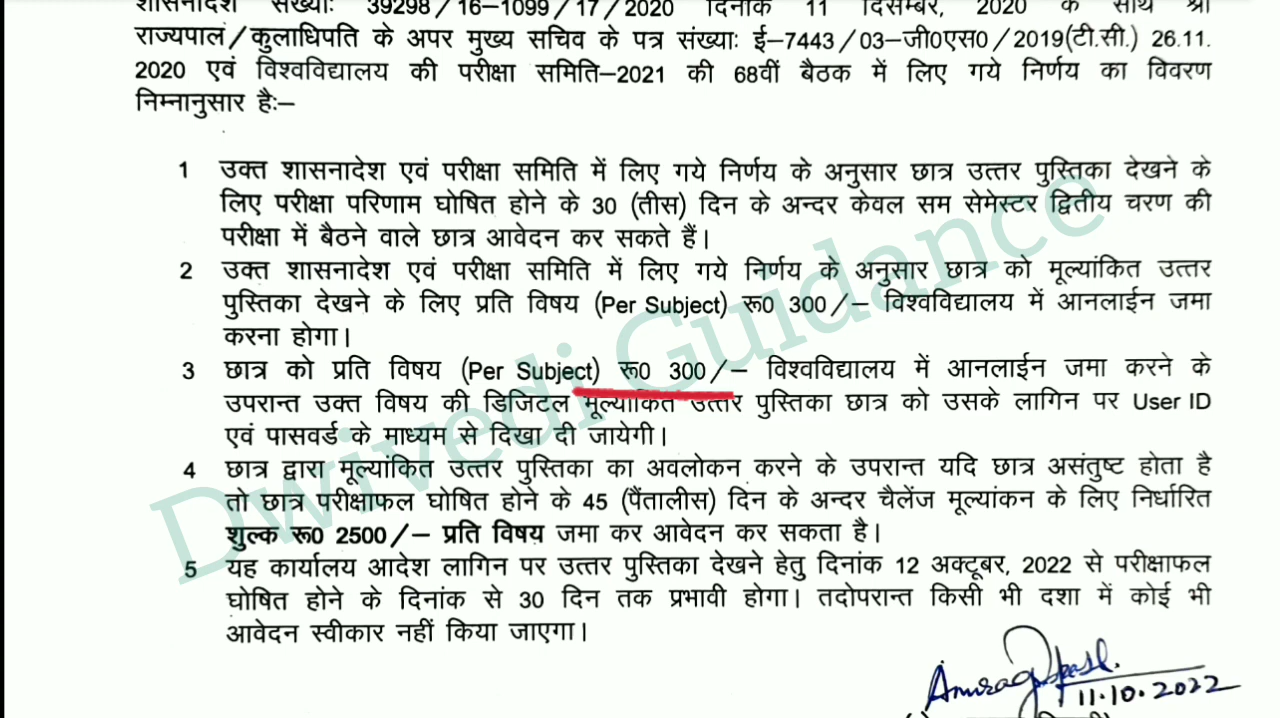 शासनादेश संख्याः 39298/16-1099/17/2020 दिनांक 11 दिसम्बर, 2020 के साथ श्री
राज्यपाल/कुलाधिपति के अपर मुख्य सचिव के पत्र संख्याः ई–7443/03–जी0एस0/2019(टी.सी.) 26.11.
2020 एवं विश्वविद्यालय की परीक्षा समिति–2021 की 68वीं बैठक में लिए गये निर्णय का विवरण
निम्नानुसार हैः–
1 उक्त शासनादेश एवं परीक्षा समिति में लिए गये निर्णय के अनुसार छात्र उत्तर पुस्तिका देखने के
लिए परीक्षा परिणाम घोषित होने के 30 (तीस) दिन के अन्दर केवल सम सेमेस्टर द्वितीय चरण की
परीक्षा में बैठने वाले छात्र आवेदन कर सकते हैं।
2 उक्त शासनादेश एवं परीक्षा समिति में लिए गये निर्णय के अनुसार छात्र को मूल्यांकित उत्तर
पुस्तिका देखने के लिए प्रति विषय (Per Subject) रू0 300/– विश्वविद्यालय में आनलाईन जमा
करना होगा।
3 छात्र को प्रति विषय (Per Subject) रू0 300/– विश्वविद्यालय में आनलाईन जमा करने के
उपरान्त उक्त विषय की डिजिटल मूल्यांकित उत्तर पुस्तिका छात्र को उसके लागिन पर User ID
एवं पासवर्ड के माध्यम से दिखा दी जायेगी।
4 छात्र द्वारा मूल्यांकित उत्तर पुस्तिका का अवलोकन करने के उपरान्त यदि छात्र असंतुष्ट होता है
तो छात्र परीक्षाफल घोषित होने के 45 (पैंतालीस) दिन के अन्दर चैलेंज मूल्यांकन के लिए निर्धारित
शुल्क रू0 2500/– प्रति विषय जमा कर आवेदन कर सकता है।
5 यह कार्यालय आदेश लागिन पर उत्तर पुस्तिका देखने हेतु दिनांक 12 अक्टूबर, 2022 से परीक्षाफल
घोषित होने के दिनांक से 30 दिन तक प्रभावी होगा। तदोपरान्त किसी भी दशा में कोई भी
आवेदन स्वीकार नहीं किया जाएगा।
Dwivedi Guidance
11.10.2022